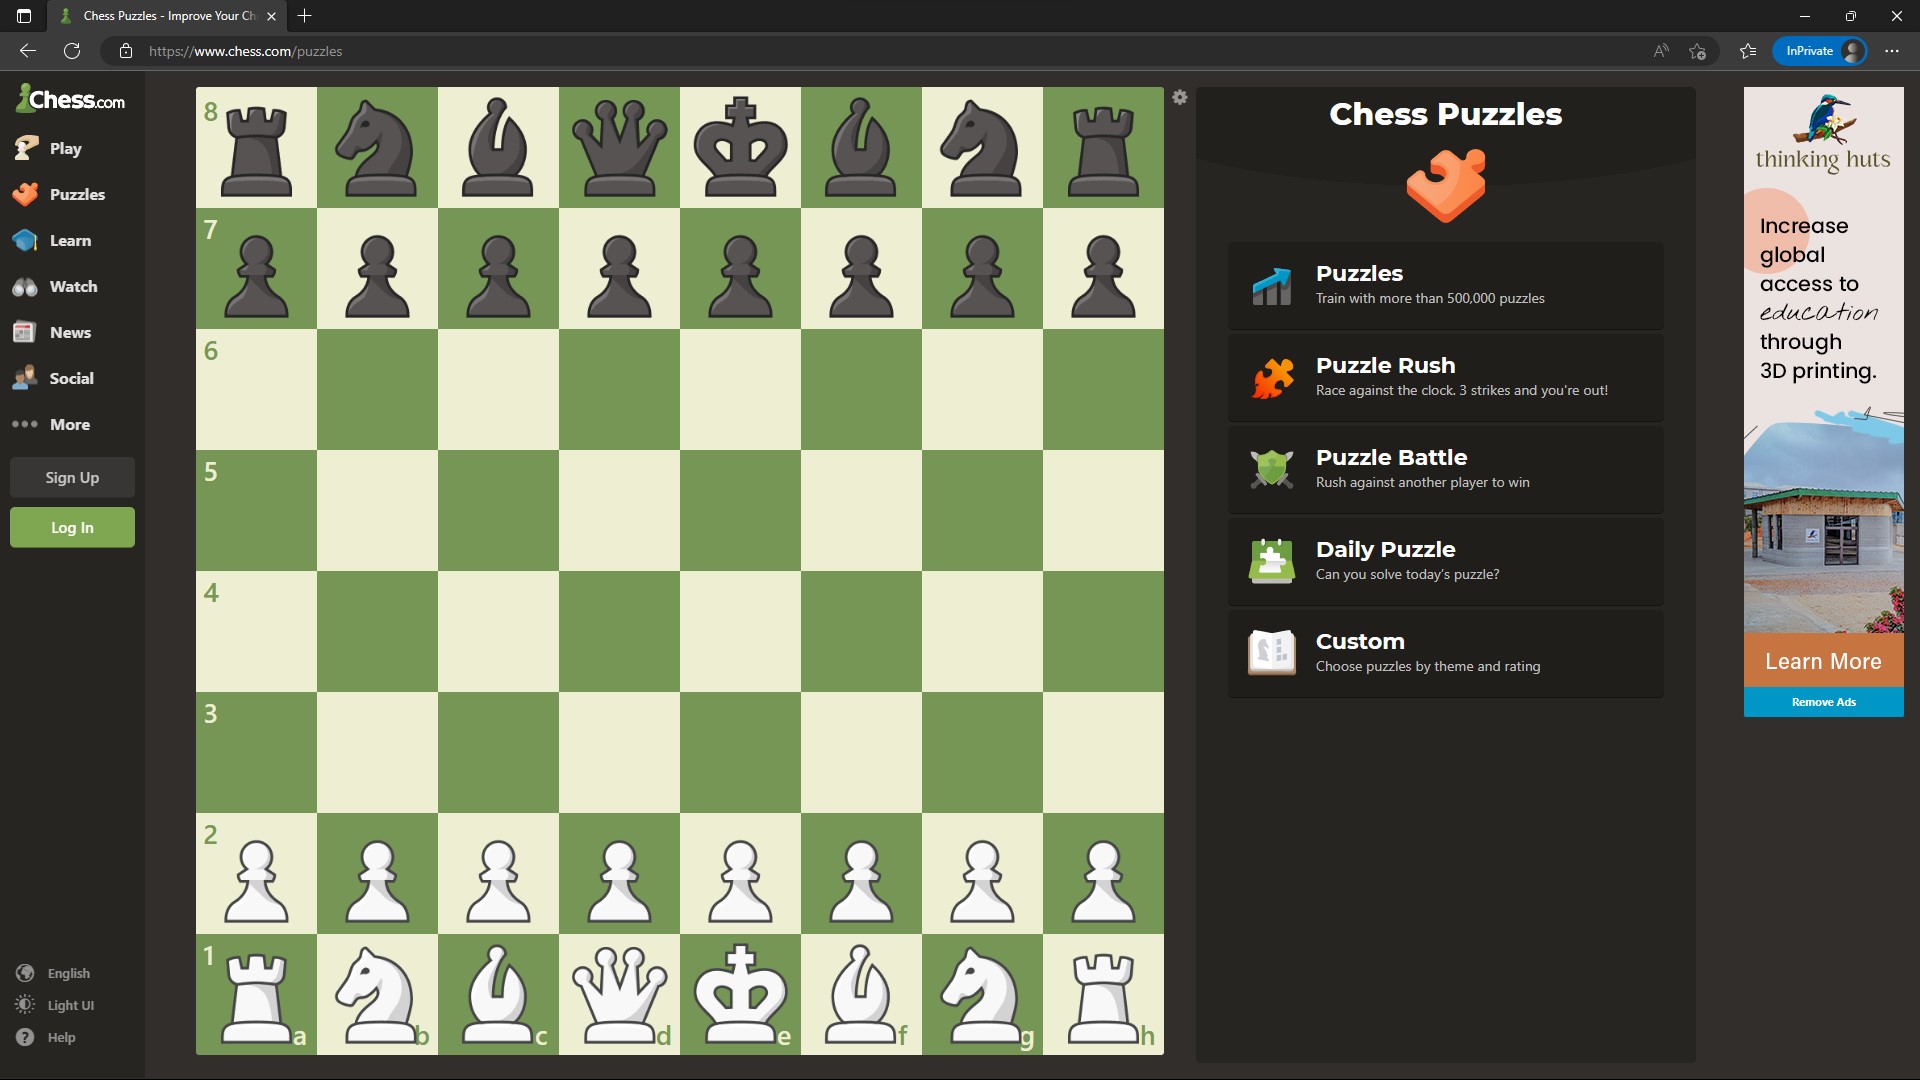 Chess Puzzles - Improve Your Ch
https://www.chess.com/puzzles
InPrivate
Chess.com
Play
Puzzles
Learn
Watch
News
Social
More
Sign Up
Log In
English
Light UI
Help
8
7
6
5
4
3
2
1
a
b
c
d
e
f
g
h
Chess Puzzles
Puzzles
Train with more than 500,000 puzzles
Puzzle Rush
Race against the clock. 3 strikes and you're out!
Puzzle Battle
Rush against another player to win
Daily Puzzle
Can you solve today's puzzle?
Custom
Choose puzzles by theme and rating
thinking huts
Increase
global
access to
education
through
3D printing.
Learn More
Remove Ads